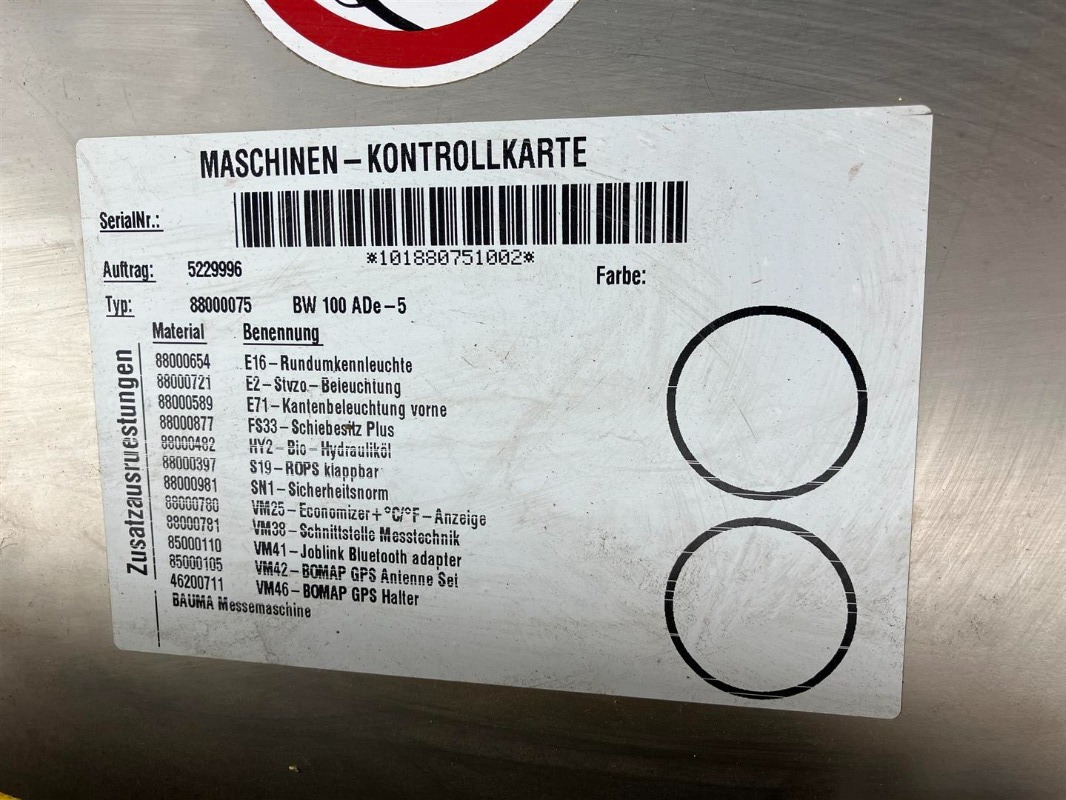 MASCHINEN-KONTROLLKARTE
SerialNr.:
*101880751002*
Auftrag: 5229996 Farbe:
Typ: 88000075 BW 100 ADe-5
Material Benennung
Zusatzausruestungen
88000654 E16-Rundumkennleuchte
88000721 E2-Stvzo.-Beleuchtung
88000589 E71-Kantenbeleuchtung vorne
88000877 FS33-Schiebesitz Plus
88000482 HY2-Bio-Hydrauliköl
88000397 S19-ROPS klappbar
88000981 SN1-Sicherheitsnorm
88000780 VM25-Economizer+°C/°F-Anzeige
88000781 VM38-Schnittstelle Messtechnik
85000110 VM41-Joblink Bluetooth adapter
85000105 VM42-BOMAP GPS Antenne Set
46200711 VM46-BOMAP GPS Halter
BAUMA Messemaschine